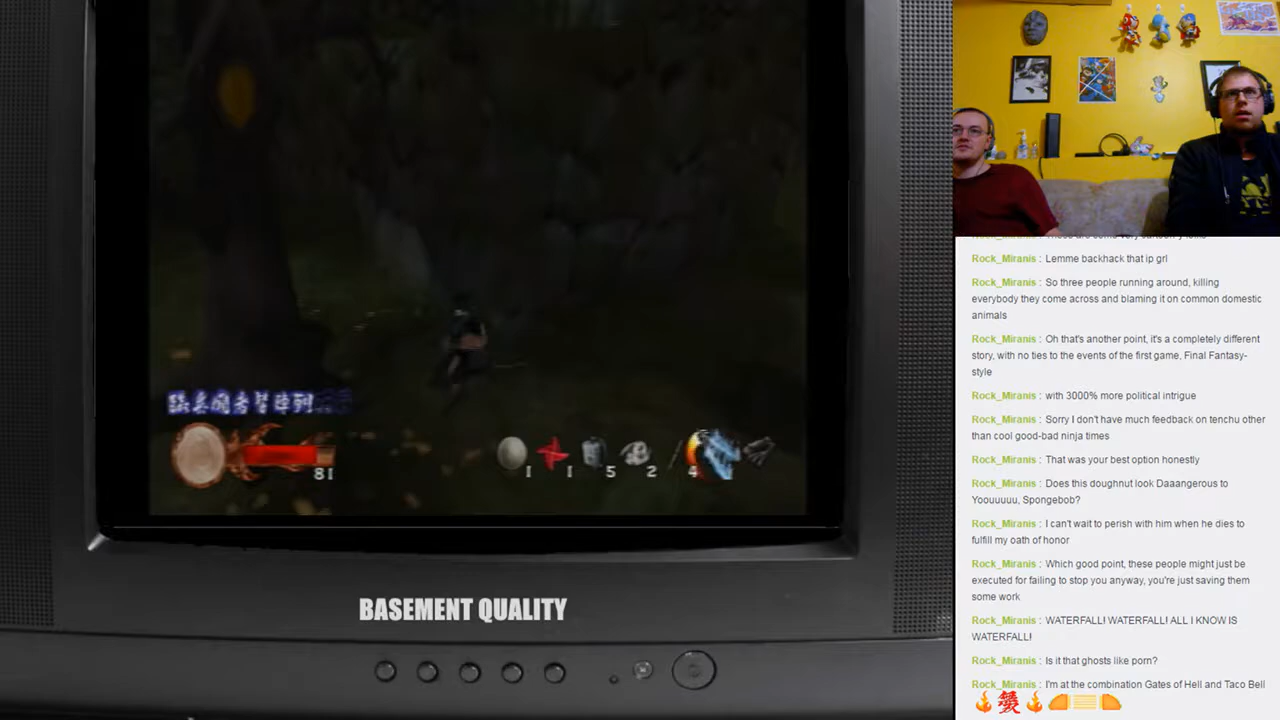 81
1
1
5
2
4
BASEMENT QUALITY
Rock_Miranis : Lemme backhack that ip grl
Rock_Miranis : So three people running around, killing
everybody they come across and blaming it on common domestic
animals
Rock_Miranis : Oh that's another point, it's a completely different
story, with no ties to the events of the first game, Final Fantasy-
style
Rock_Miranis : with 3000% more political intrigue
Rock_Miranis : Sorry I don't have much feedback on tenchu other
than cool good-bad ninja times
Rock_Miranis : That was your best option honestly
Rock_Miranis : Does this doughnut look Daaangerous to
Yoouuuuu, Spongebob?
Rock_Miranis : I can't wait to perish with him when he dies to
fulfill my oath of honor
Rock_Miranis : Which good point, these people might just be
executed for failing to stop you anyway, you're just saving them
some work
Rock_Miranis : WATERFALL! WATERFALL! ALL I KNOW IS
WATERFALL!
Rock_Miranis : Is it that ghosts like porn?
Rock_Miranis : I'm at the combination Gates of Hell and Taco Bell